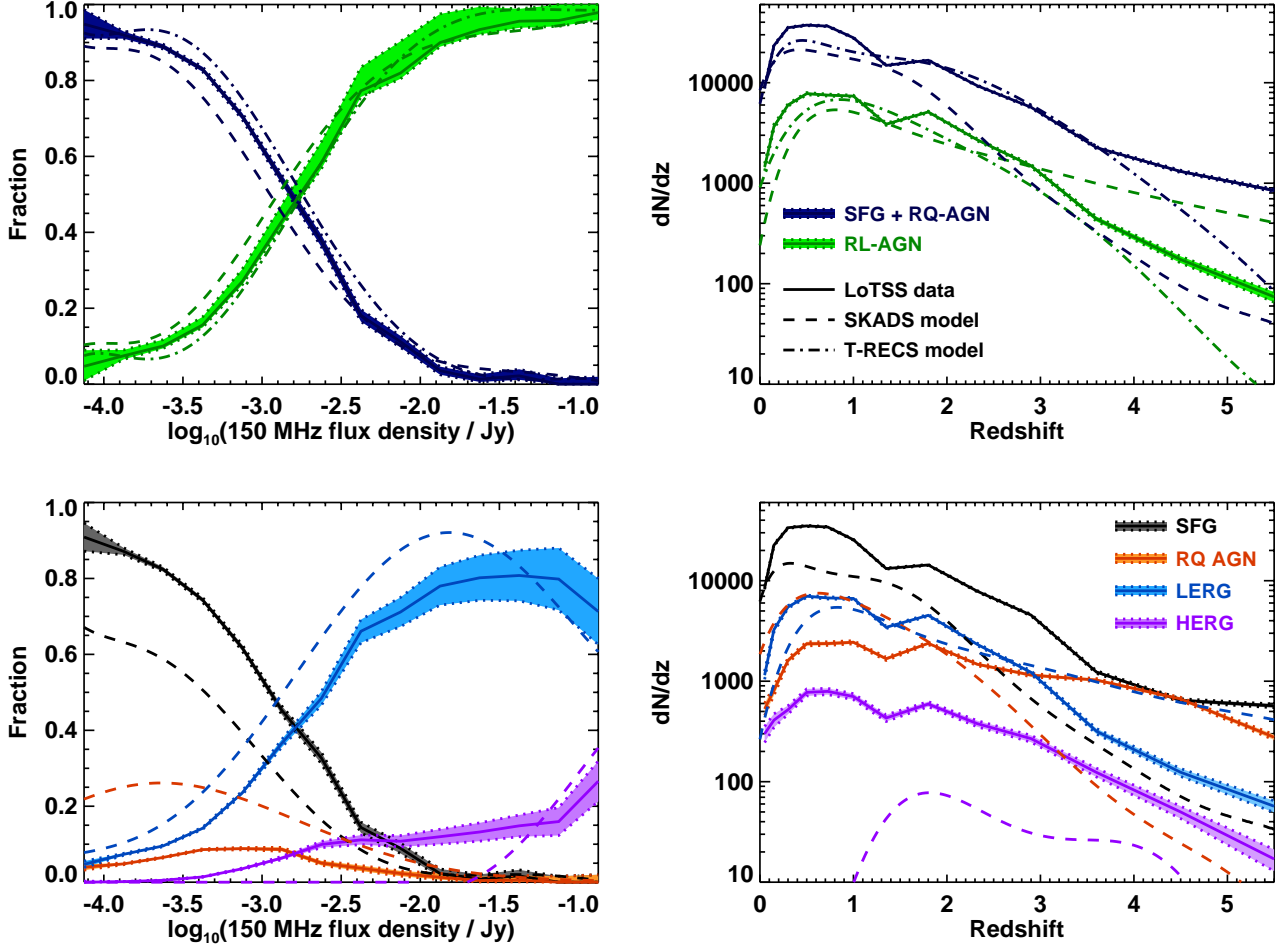 1.0
0.8
0.6
0.4
0.2
0.0
Fraction
-4.0 -3.5 -3.0 -2.5 -2.0 -1.5 -1.0
log10(150 MHz flux density / Jy)
10000
1000
100
10
dN/dz
SFG + RQ-AGN
RL-AGN
LoTSS data
SKADS model
T-RECS model
0 1 2 3 4 5
Redshift
1.0
0.8
0.6
0.4
0.2
0.0
Fraction
-4.0 -3.5 -3.0 -2.5 -2.0 -1.5 -1.0
log10(150 MHz flux density / Jy)
10000
1000
100
10
dN/dz
SFG
RQ AGN
LERG
HERG
0 1 2 3 4 5
Redshift